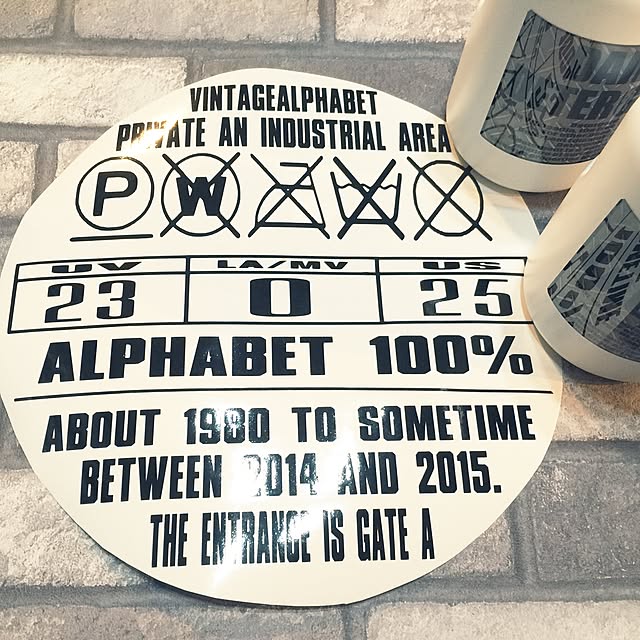 VINTAGEALPHABET
PRIVATE AN INDUSTRIAL AREA
P W
UV LA/MV US
23 0 25
ALPHABET 100%
ABOUT 1980 TO SOMETIME
BETWEEN 2014 AND 2015.
THE ENTRANCE IS GATE A